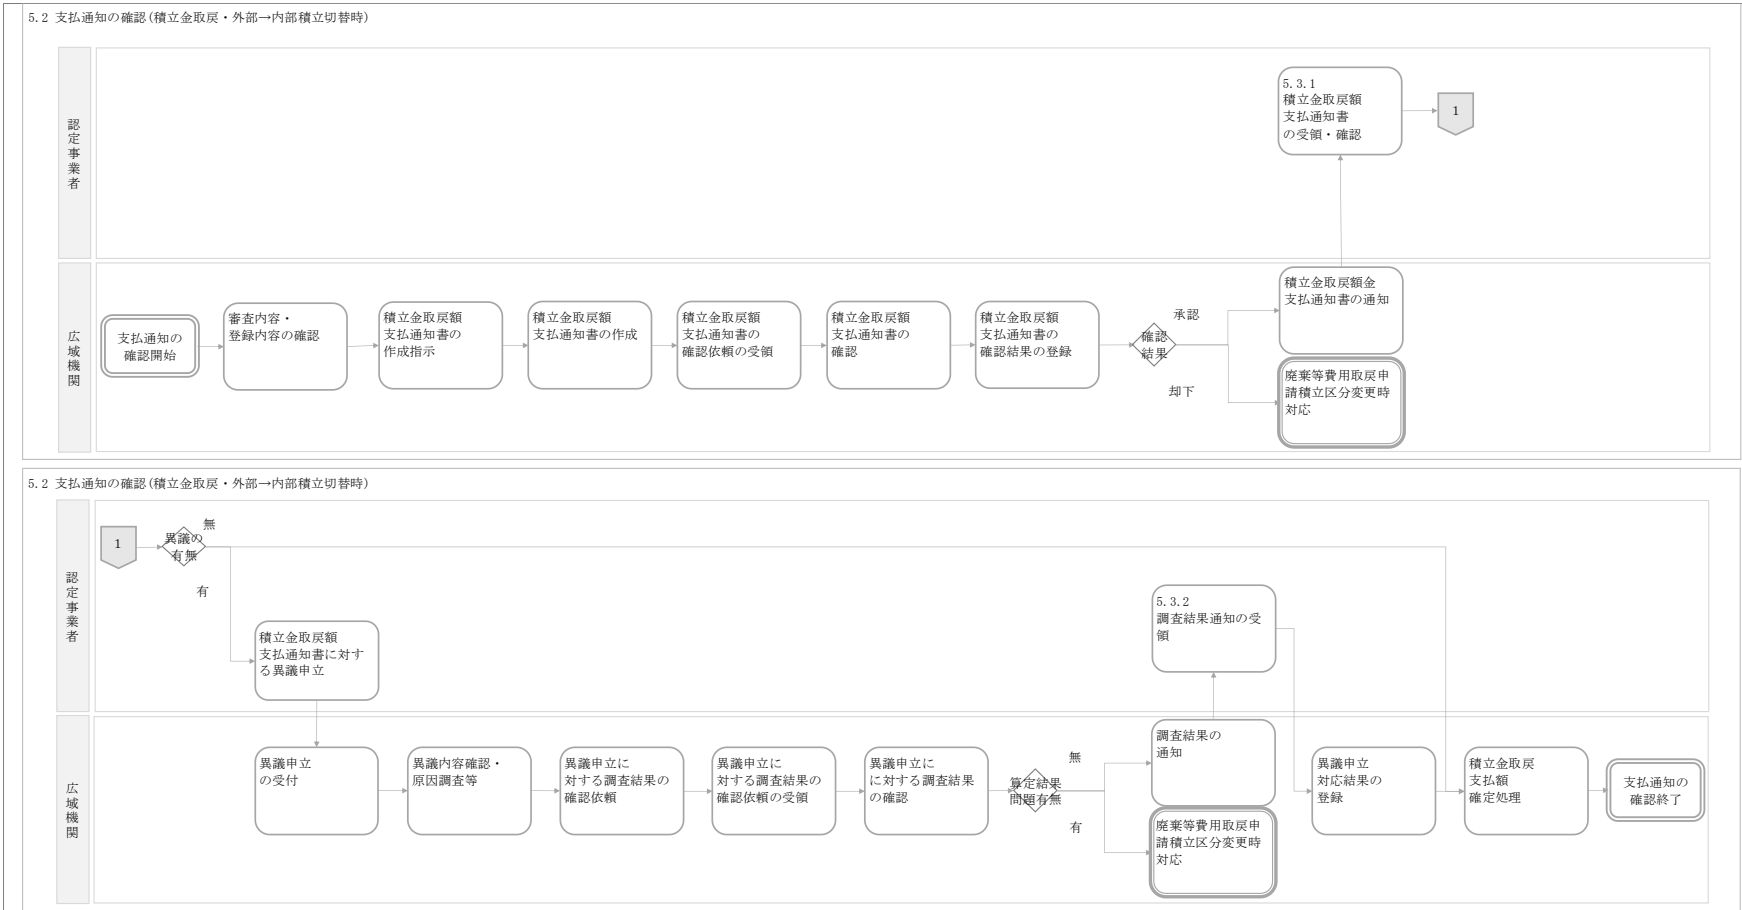 5.2 支払通知の確認(積立金取戻・外部→内部積立切替時)
認定事業者
5.3.1
積立金取戻額
支払通知書
の受領・確認
1
広域機関
支払通知の
確認開始
審査内容・
登録内容の確認
積立金取戻額
支払通知書の
作成指示
積立金取戻額
支払通知書の作成
積立金取戻額
支払通知書の
確認依頼の受領
積立金取戻額
支払通知書の
確認
積立金取戻額
支払通知書の
確認結果の登録
確認
結果
承認
却下
積立金取戻額金
支払通知書の通知
廃棄等費用取戻申
請積立区分変更時
対応
5.2 支払通知の確認(積立金取戻・外部→内部積立切替時)
認定事業者
1
異議の
有無
無
有
積立金取戻額
支払通知書に対す
る異議申立
5.3.2
調査結果通知の受
領
広域機関
異議申立
の受付
異議内容確認・
原因調査等
異議申立に
対する調査結果の
確認依頼
異議申立に
対する調査結果の
確認依頼の受領
異議申立に
に対する調査結果
の確認
算定結果
問題有無
無
有
調査結果の
通知
廃棄等費用取戻申
請積立区分変更時
対応
異議申立
対応結果の
登録
積立金取戻
支払額
確定処理
支払通知の
確認終了